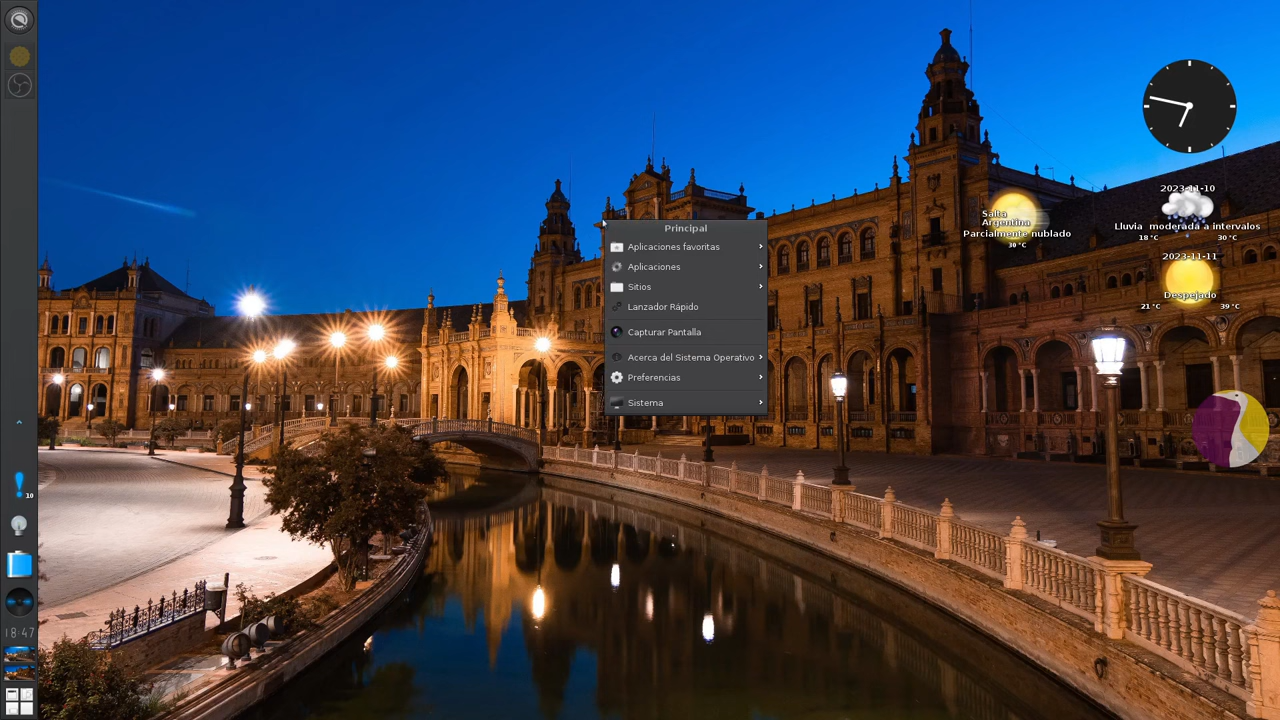 Principal
Aplicaciones favoritas
Aplicaciones
Sitios
Lanzador Rápido
Capturar Pantalla
Acerca del Sistema Operativo
Preferencias
Sistema
Salta
Argentina
Parcialmente nublado
30°C
2023-11-10
Lluvia moderada a intervalos
18°C 30°C
2023-11-11
Despejado
21°C 39°C
10
18:47